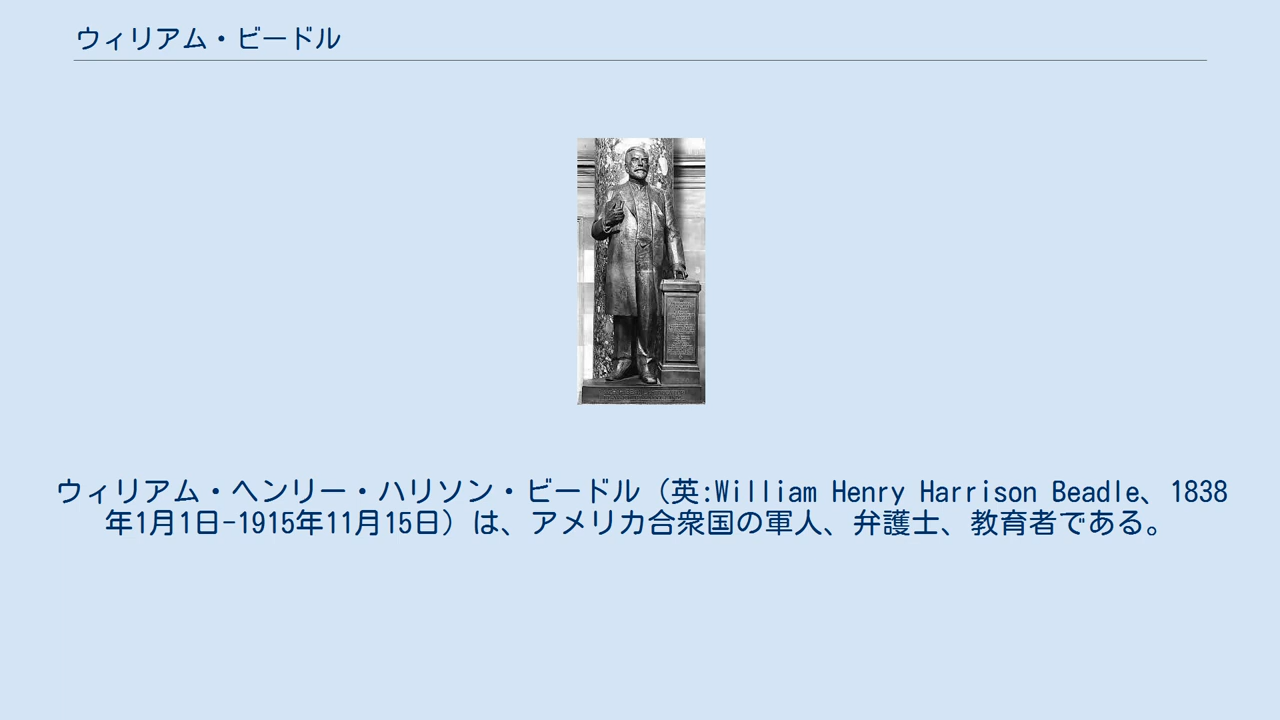 ウィリアム・ビードル
ウィリアム・ヘンリー・ハリソン・ビードル（英:William Henry Harrison Beadle、1838
年1月1日-1915年11月15日）は、アメリカ合衆国の軍人、弁護士、教育者である。